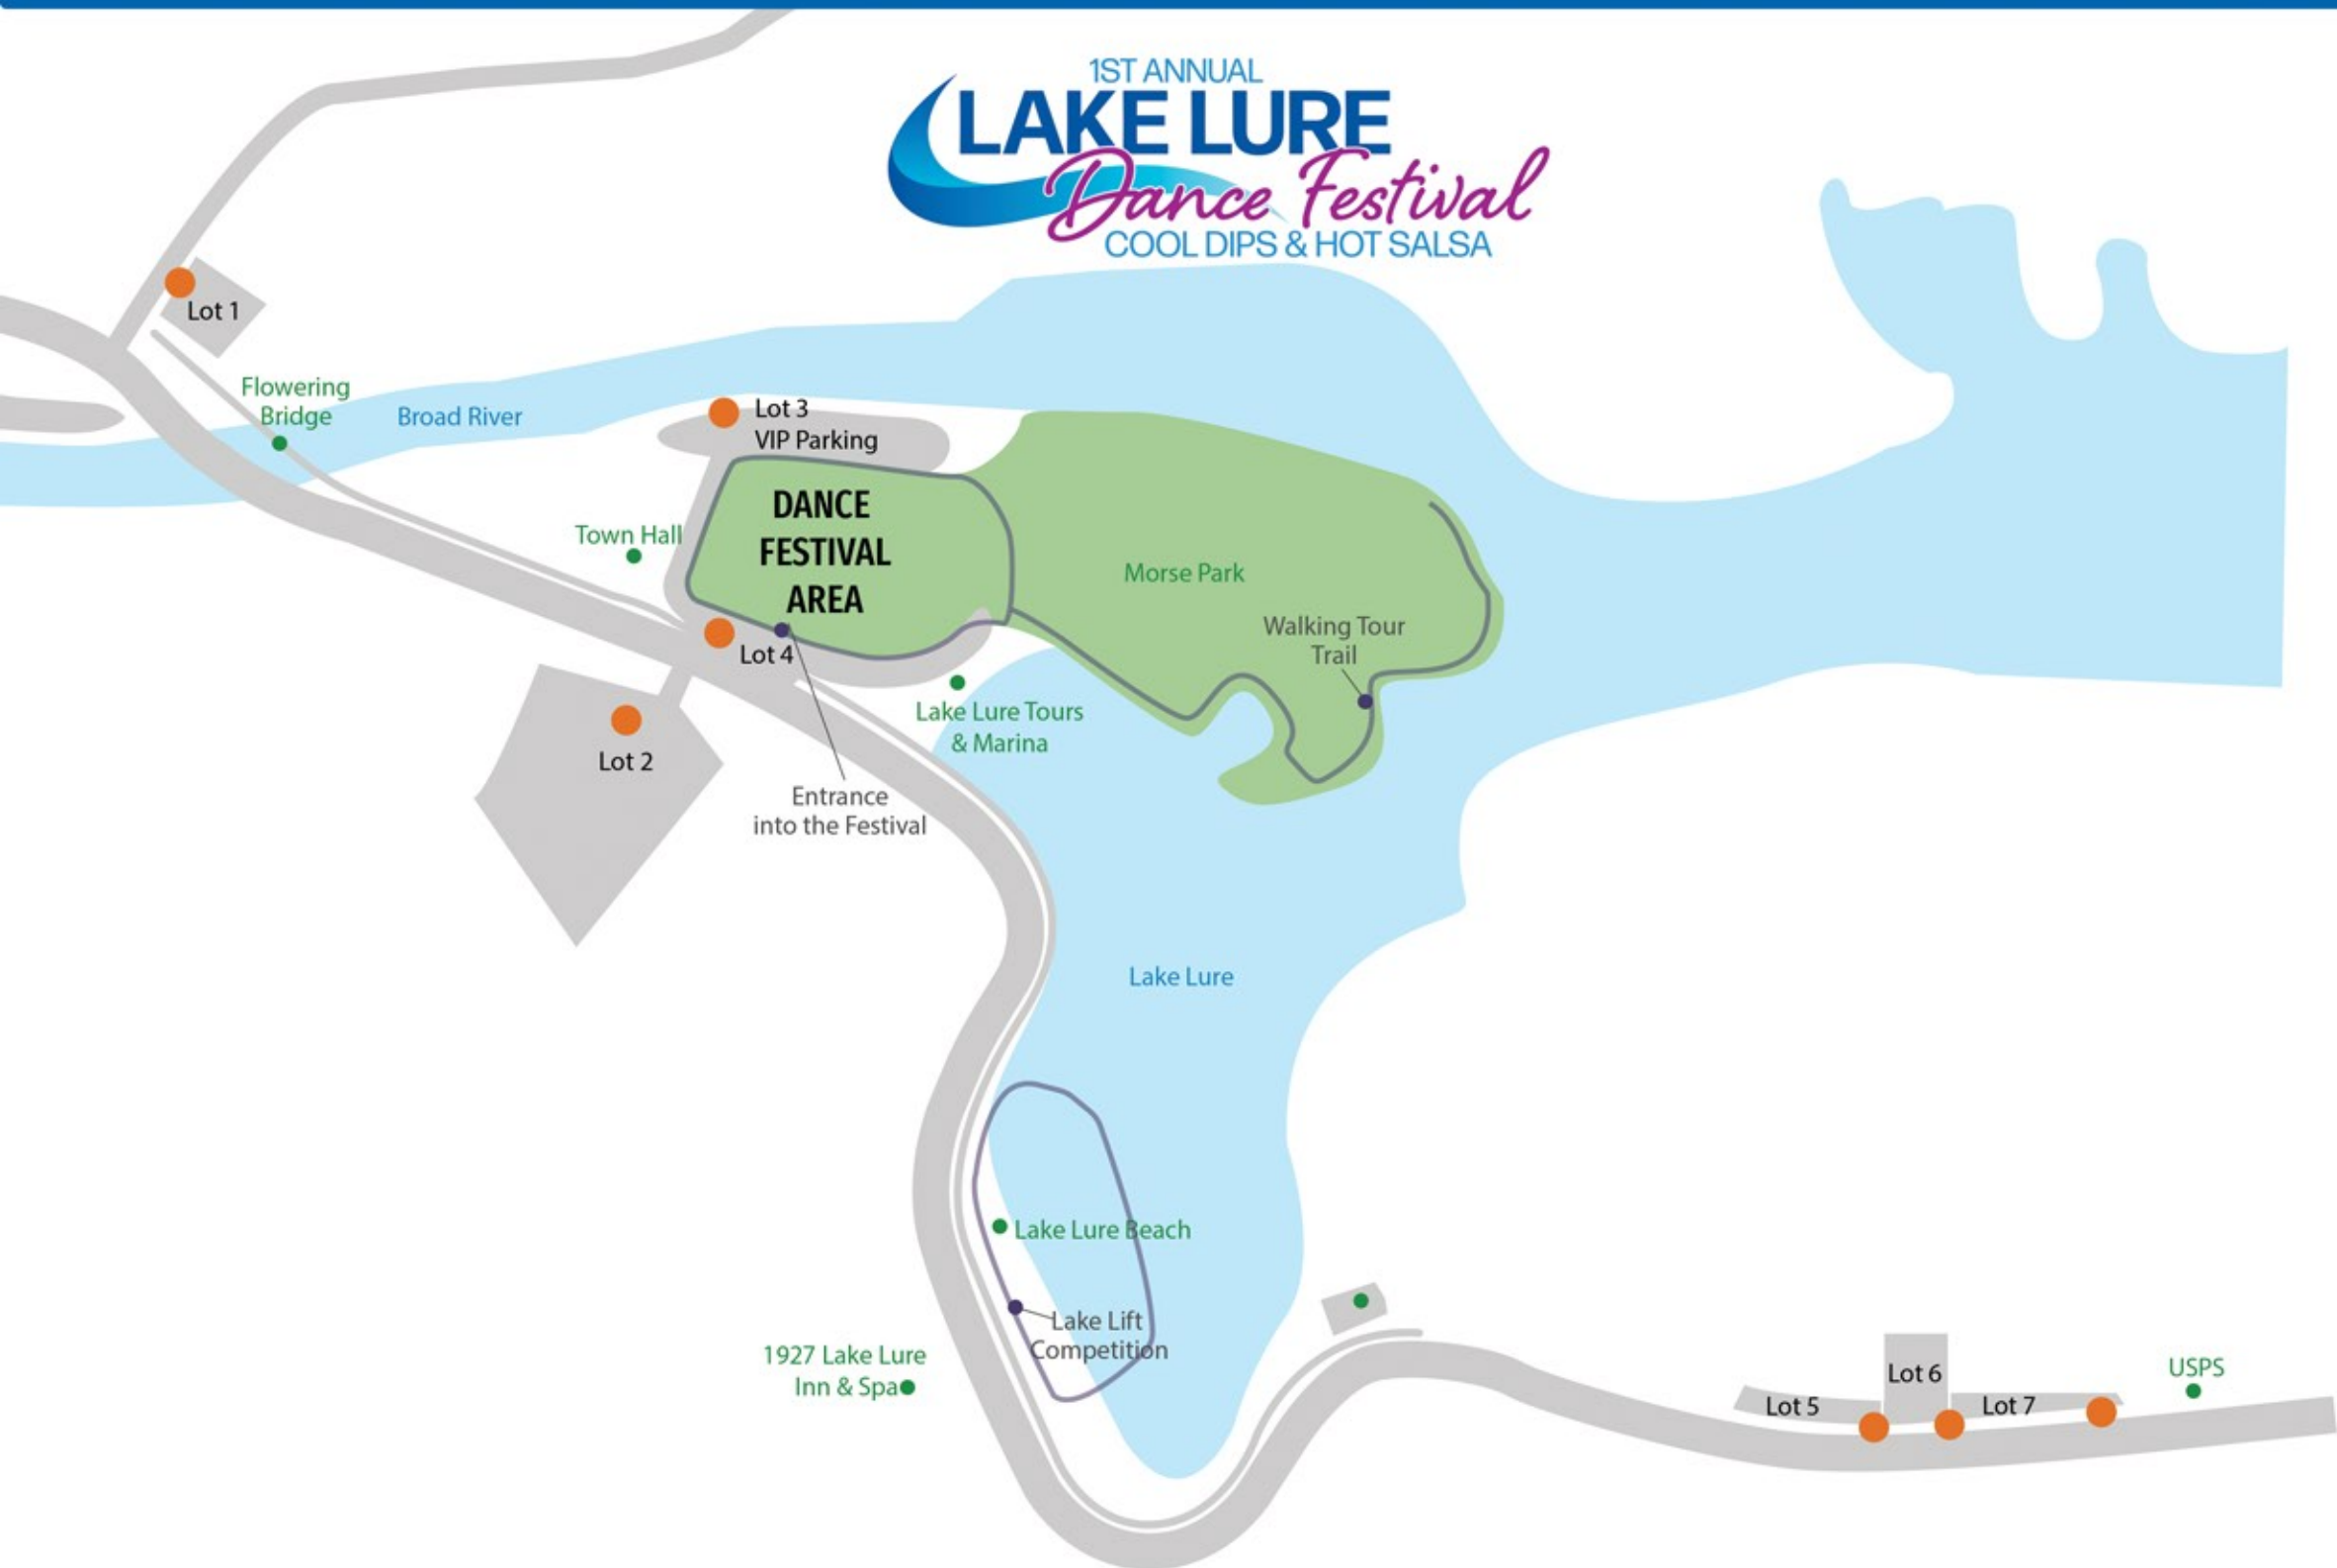 1ST ANNUAL
LAKE LURE
Dance Festival
COOL DIPS & HOT SALSA
Lot 1
Flowering
Bridge
Broad River
Lot 3
VIP Parking
DANCE
FESTIVAL
AREA
Town Hall
Morse Park
Walking Tour
Trail
Lot 4
Lake Lure Tours
& Marina
Lot 2
Entrance
into the Festival
Lake Lure
Lake Lure Beach
Lake Lift
Competition
1927 Lake Lure
Inn & Spa
Lot 5
Lot 6
Lot 7
USPS